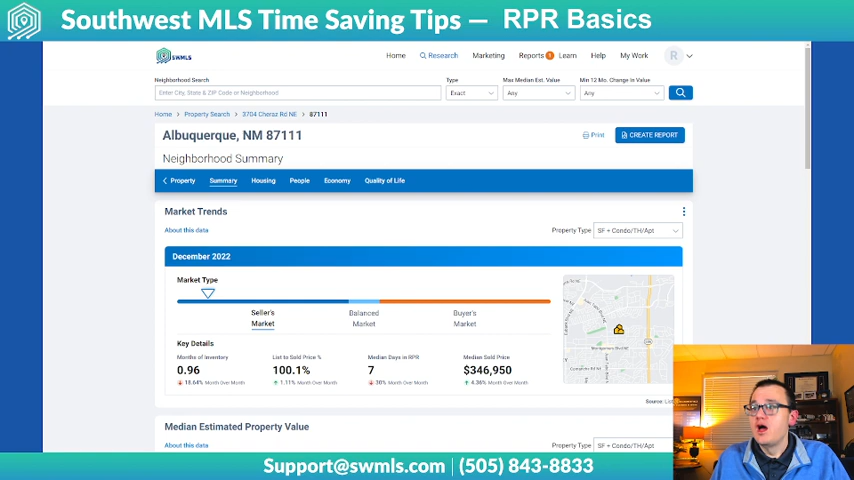 Southwest MLS Time Saving Tips — RPR Basics
SWMLS
Home Research Marketing Reports 1 Learn Help My Work R
Neighborhood Search Type Max Median Est. Value Min 12 Mo. Change In Value
Enter City, State & ZIP Code or Neighborhood Exact Any Any
Home > Property Search > 3704 Cheraz Rd NE > 87111
Albuquerque, NM 87111 Print CREATE REPORT
Neighborhood Summary
Property Summary Housing People Economy Quality of Life
Market Trends
About this data Property Type SF + Condo/TH/Apt
December 2022
Market Type
Seller's Market Balanced Market Buyer's Market
Key Details
Months of Inventory List to Sold Price % Median Days in RPR Median Sold Price
0.96 100.1% 7 $346,950
18.64% Month Over Month 1.11% Month Over Month 30% Month Over Month 4.36% Month Over Month
Source:
Median Estimated Property Value
About this data Property Type SF + Condo/TH/Apt
Support@swmls.com | (505) 843-8833